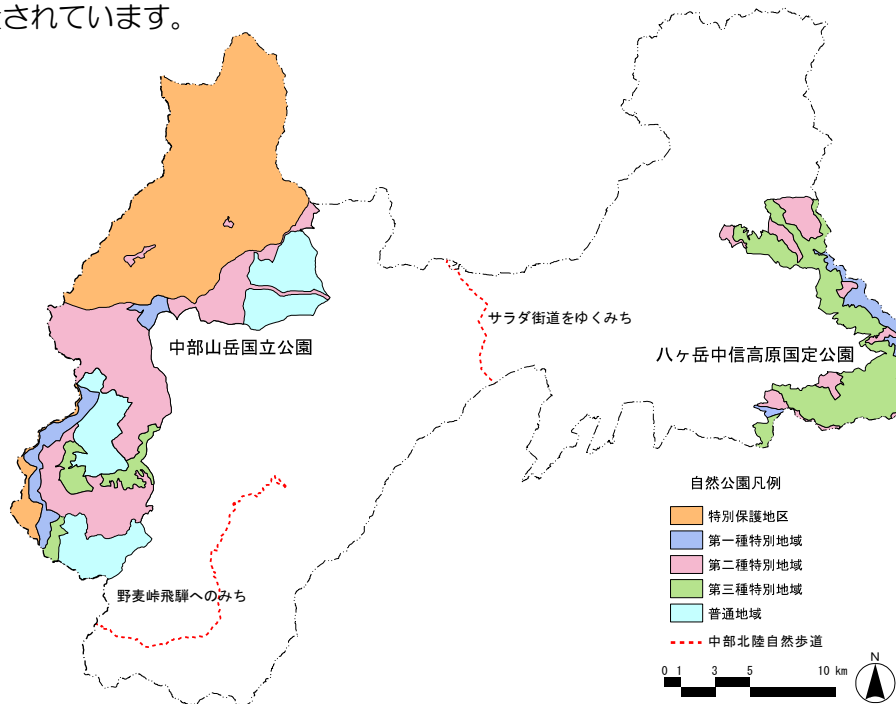 されています。
サラダ街道をゆくみち
中部山岳国立公園
八ヶ岳中信高原国定公園
野麦峠飛騨へのみち
自然公園凡例
特別保護地区
第一種特別地域
第二種特別地域
第三種特別地域
普通地域
中部北陸自然歩道
0 1 3 5 10 km
N